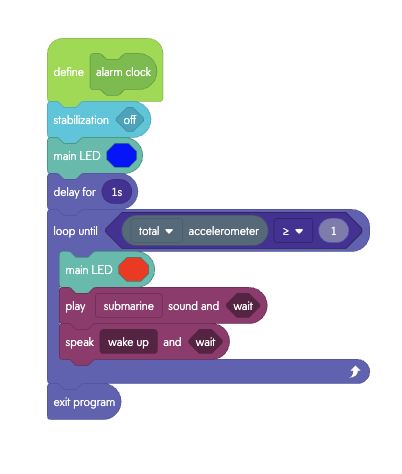 define alarm clock
stabilization off
main LED
delay for 1s
loop until total accelerometer ≥ 1
main LED
play submarine sound and wait
speak wake up and wait
exit program